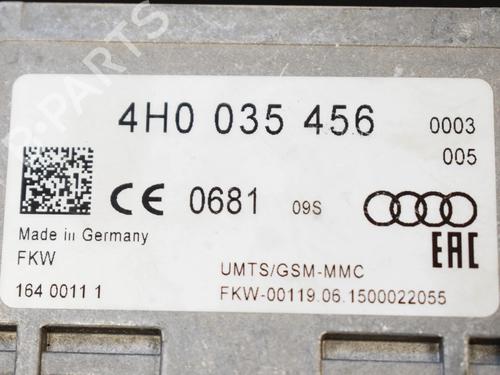 4H0 035 456 0003
005
CE 0681 09S
Made in Germany
FKW
EAC
UMTS/GSM-MMC
164 0011 1
FKW-00119.06.1500022055
B-PARTS